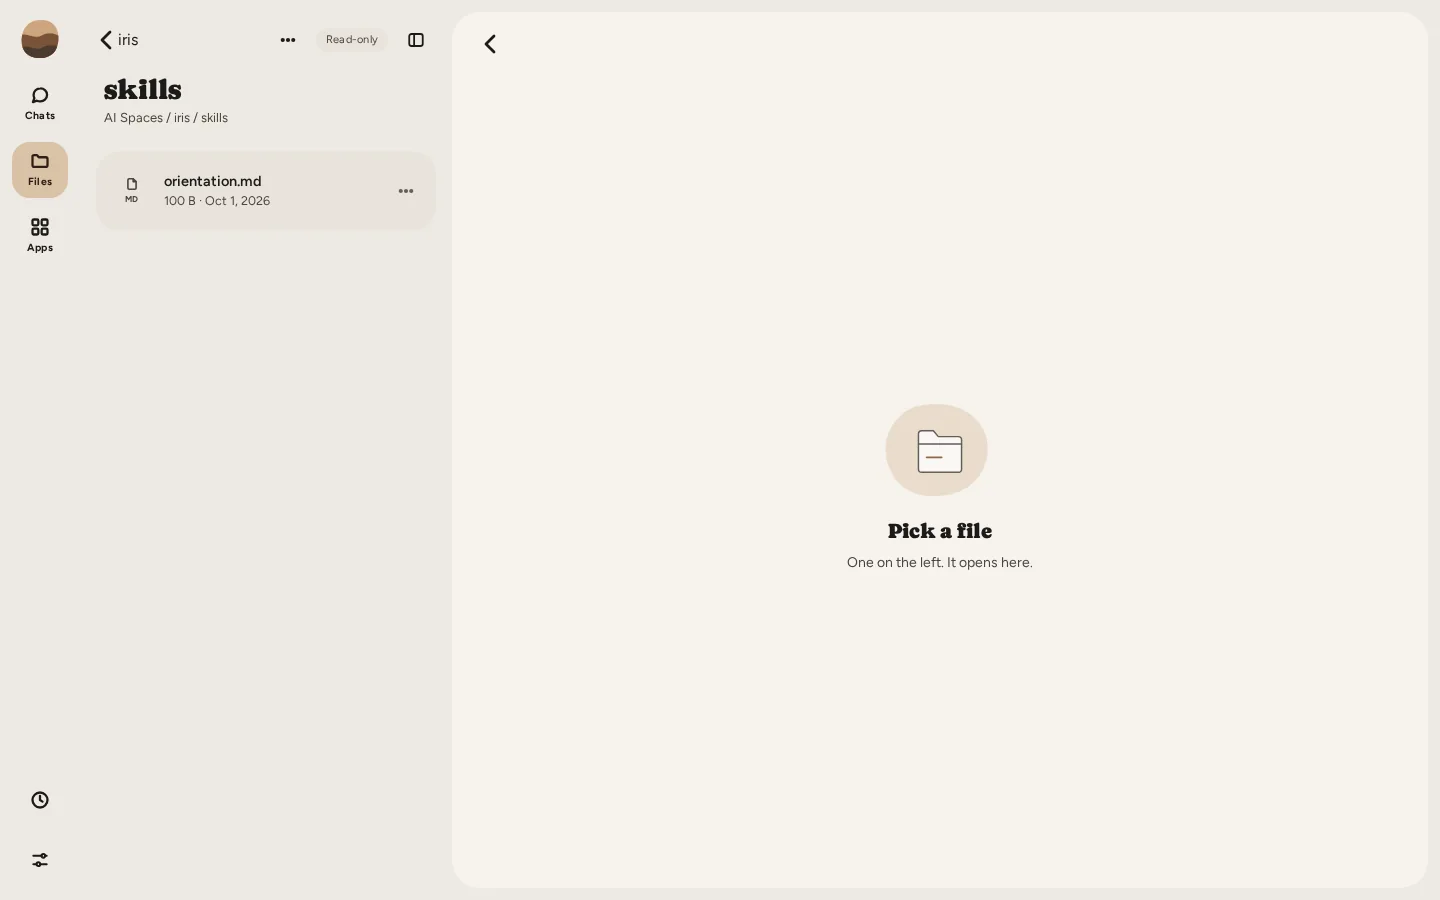 Chats
Files
Apps
iris
Read-only
skills
AI Spaces / iris / skills
MD
orientation.md
100 B · Oct 1, 2026
Pick a file
One on the left. It opens here.